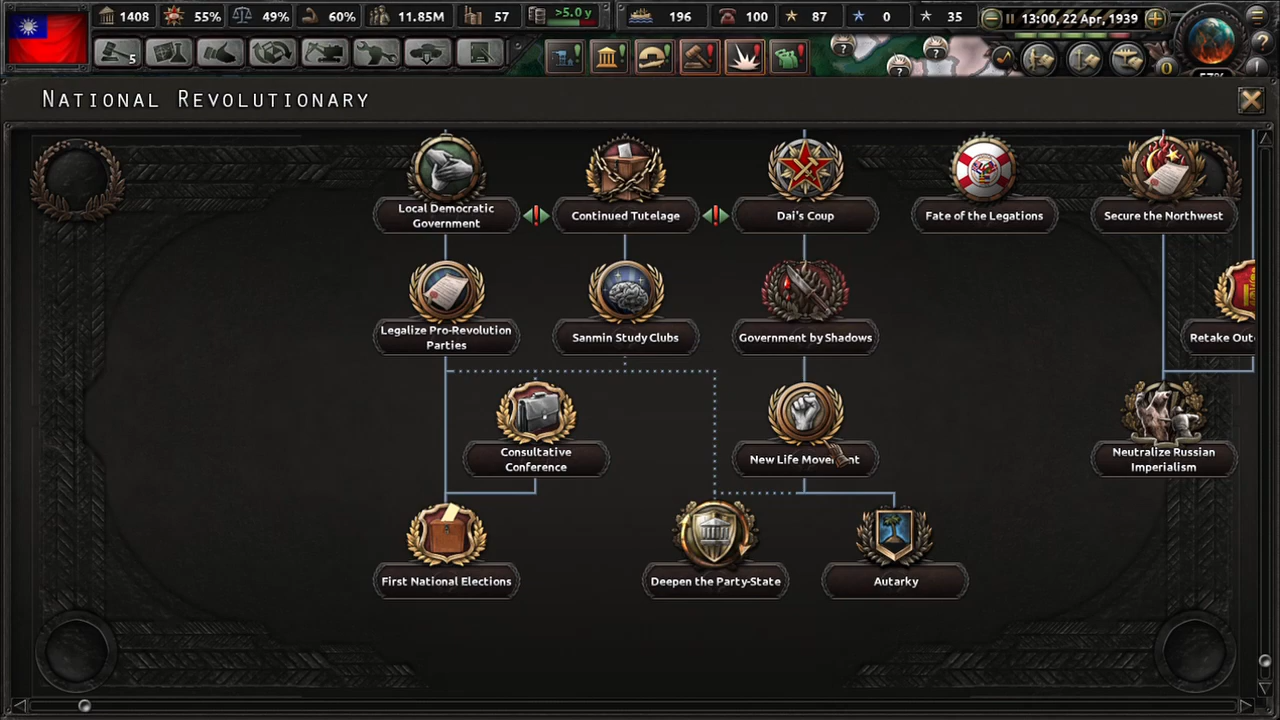 1408 55% 49% 60% 11.85M 57 >5.0 y 196 100 87 0 35 13:00, 22 Apr, 1939
5
0
57%
NATIONAL REVOLUTIONARY
Local Democratic
Government
Continued Tutelage
Dai's Coup
Fate of the Legations
Secure the Northwest
Legalize Pro-Revolution
Parties
Sanmin Study Clubs
Government by Shadows
Retake
Consultative
Conference
New Life Movement
Neutralize Russian
Imperialism
First National Elections
Deepen the Party-State
Autarky